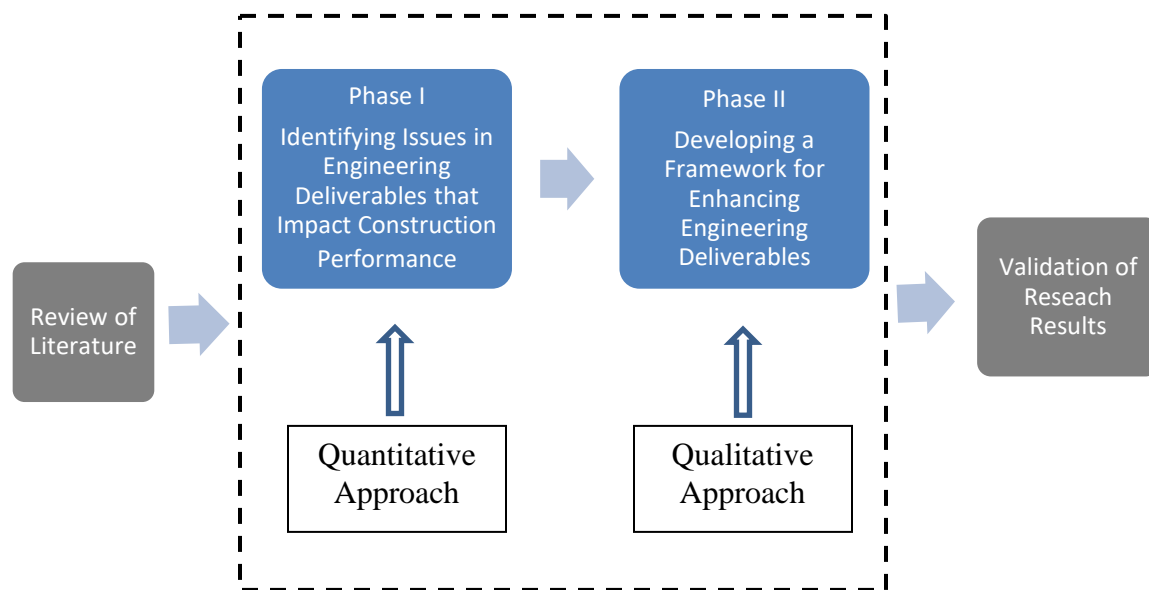 Review of
Literature
Phase I
Identifying Issues in
Engineering
Deliverables that
Impact Construction
Performance
Quantitative
Approach
Phase II
Developing a
Framework for
Enhancing
Engineering
Deliverables
Qualitative
Approach
Validation of
Reseach
Results